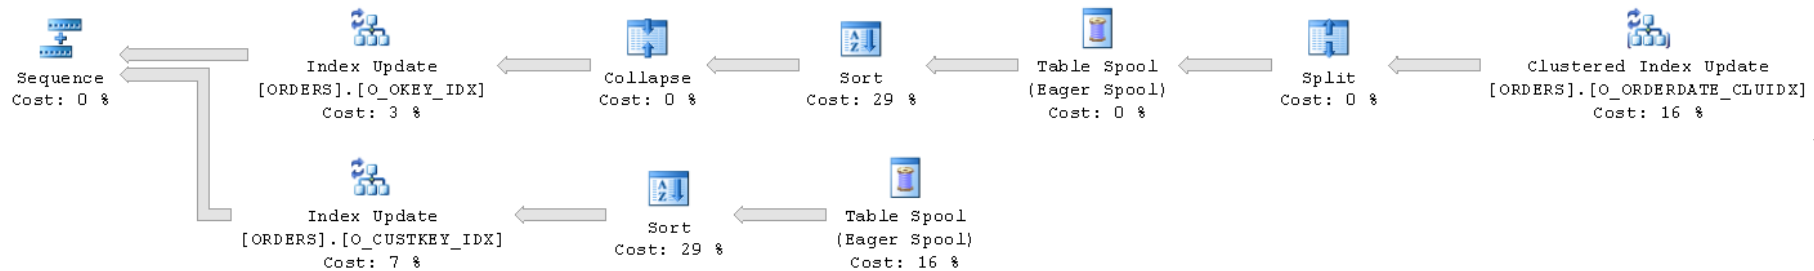 Sequence
Cost: 0 %
Index Update
[ORDERS].[O_OKEY_IDX]
Cost: 3 %
Collapse
Cost: 0 %
Sort
Cost: 29 %
Table Spool
(Eager Spool)
Cost: 0 %
Split
Cost: 0 %
Clustered Index Update
[ORDERS].[O_ORDERDATE_CLUIDX]
Cost: 16 %
Index Update
[ORDERS].[O_CUSTKEY_IDX]
Cost: 7 %
Sort
Cost: 29 %
Table Spool
(Eager Spool)
Cost: 16 %